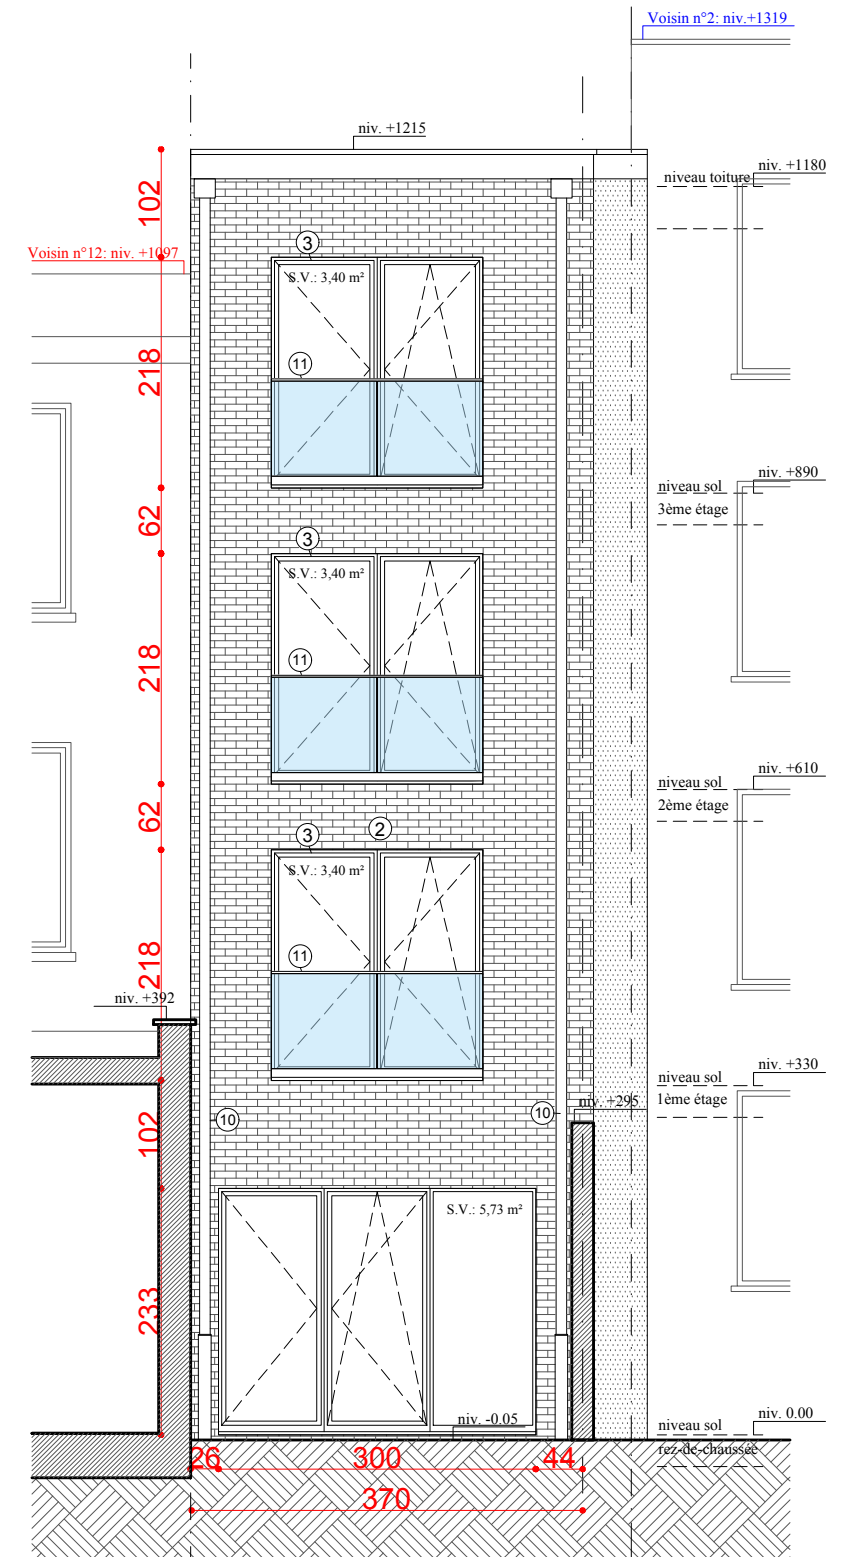 Voisin n°2: niv.+1319
niv. +1215
niv. +1180
niveau toiture
102
Voisin n°12: niv. +1097
3
S.V.: 3,40 m²
11
218
niv. +890
niveau sol
3ème étage
62
3
S.V.: 3,40 m²
11
218
niv. +610
niveau sol
2ème étage
62
2
3
S.V.: 3,40 m²
11
218
niv. +392
niv. +330
niveau sol
1ème étage
niv. +295
10
10
102
S.V.: 5,73 m²
233
niv. -0.05
niv. 0.00
niveau sol
rez-de-chaussée
26
300
44
370